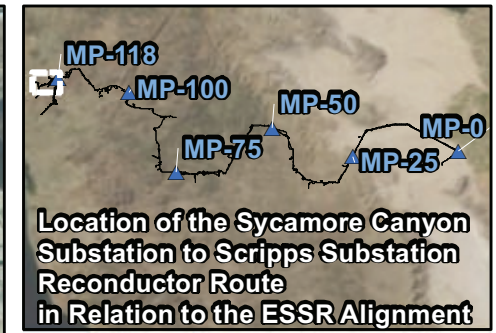 MP-118
MP-100
MP-50
MP-0
MP-75
MP-25
Location of the Sycamore Canyon
Substation to Scripps Substation
Reconductor Route
in Relation to the ESSR Alignment